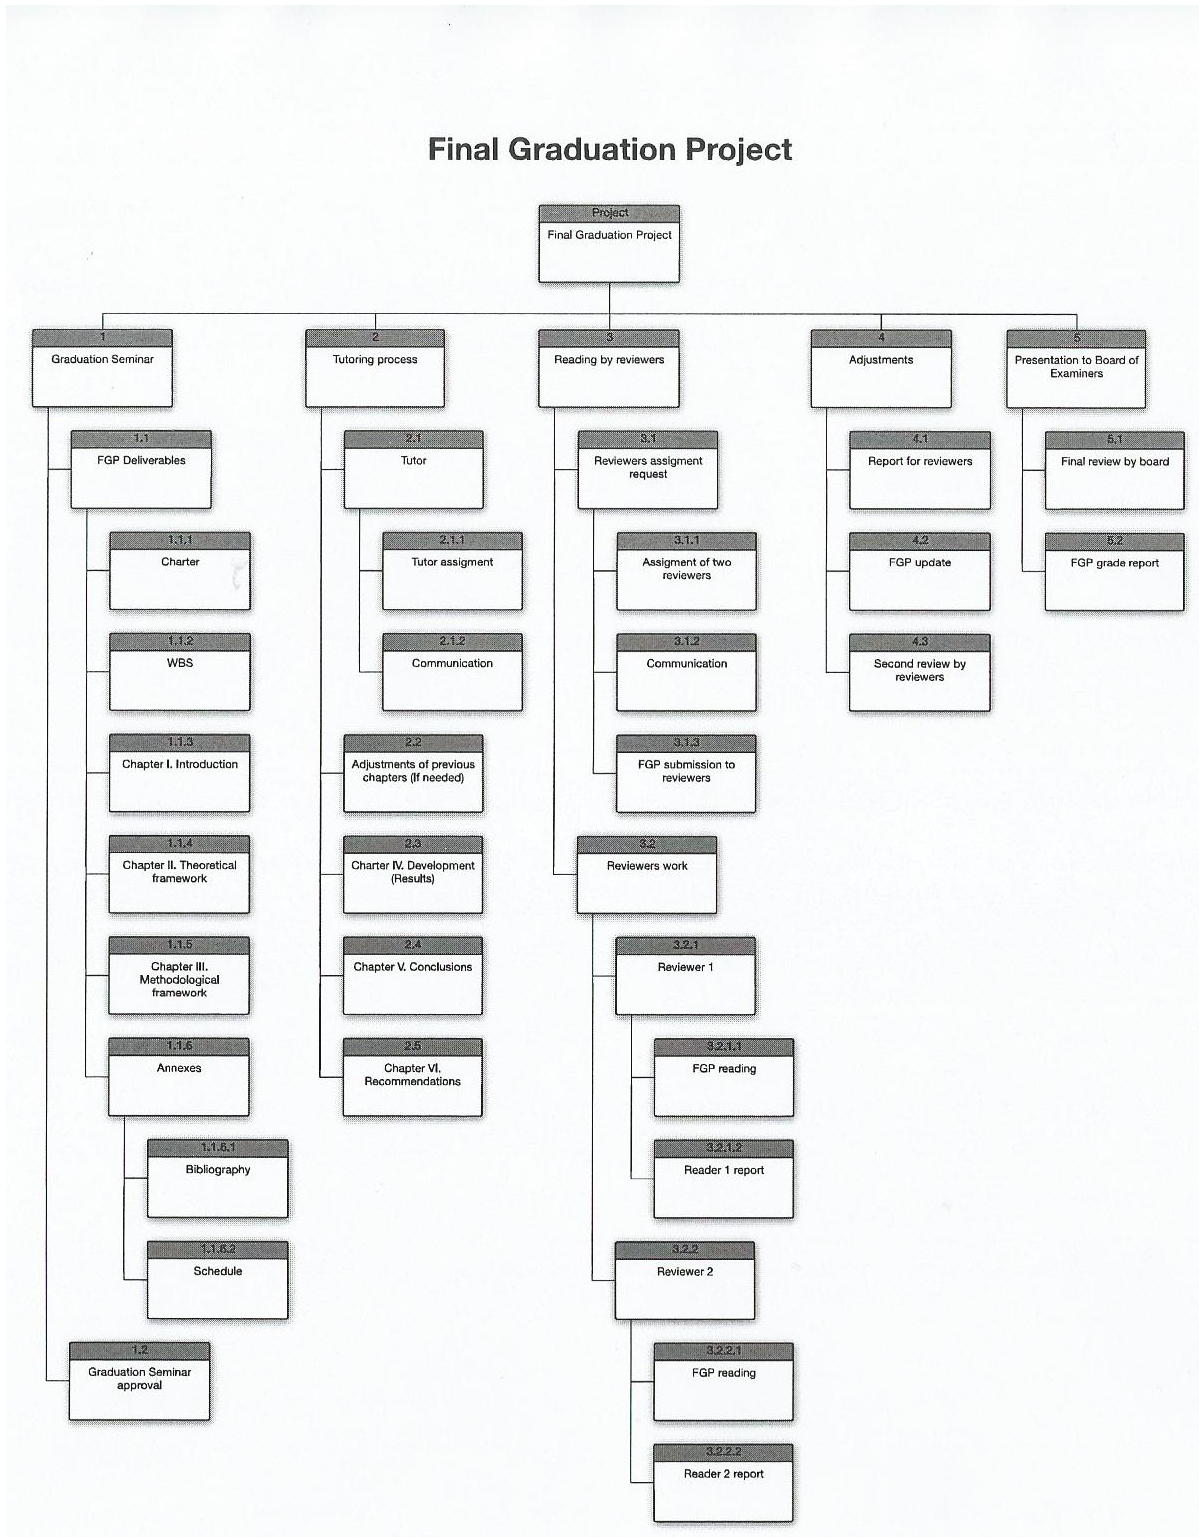 Final Graduation Project
Project
Final Graduation Project
1
Graduation Seminar
1.1
FGP Deliverables
1.1.1
Charter
1.1.2
WBS
1.1.3
Chapter I. Introduction
1.1.4
Chapter II. Theoretical
framework
1.1.5
Chapter III.
Methodological
framework
1.1.6
Annexes
1.1.6.1
Bibliography
1.1.6.2
Schedule
1.2
Graduation Seminar
approval
2
Tutoring process
2.1
Tutor
2.1.1
Tutor assigment
2.1.2
Communication
2.2
Adjustments of previous
chapters (If needed)
2.3
Charter IV. Development
(Results)
2.4
Chapter V. Conclusions
2.5
Chapter VI.
Recommendations
3
Reading by reviewers
3.1
Reviewers assigment
request
3.1.1
Assigment of two
reviewers
3.1.2
Communication
3.1.3
FGP submission to
reviewers
3.2
Reviewers work
3.2.1
Reviewer 1
3.2.1.1
FGP reading
3.2.1.2
Reader 1 report
3.2.2
Reviewer 2
3.2.2.1
FGP reading
3.2.2.2
Reader 2 report
4
Adjustments
4.1
Report for reviewers
4.2
FGP update
4.3
Second review by
reviewers
5
Presentation to Board of
Examiners
5.1
Final review by board
5.2
FGP grade report